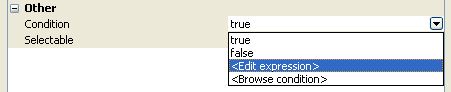 Other
Condition true
Selectable true
false
<Edit expression>
<Browse condition>